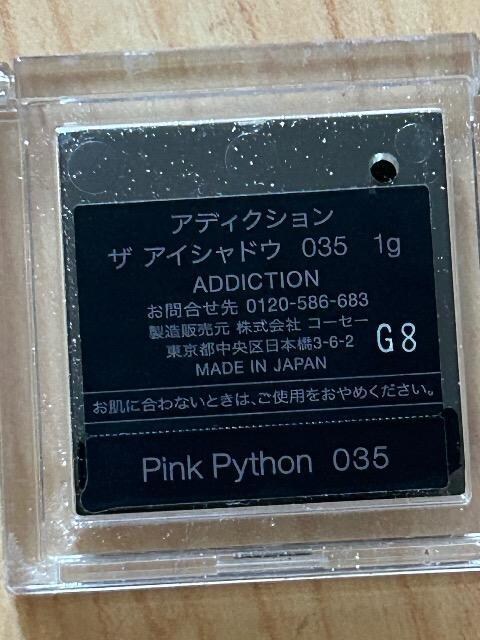 アディクション
ザ アイシャドウ 035 1g
ADDICTION
お問合せ先 0120-586-683
製造販売元 株式会社 コーセー
東京都中央区日本橋3-6-2
G8
MADE IN JAPAN
お肌に合わないときは、ご使用をおやめください。
Pink Python 035